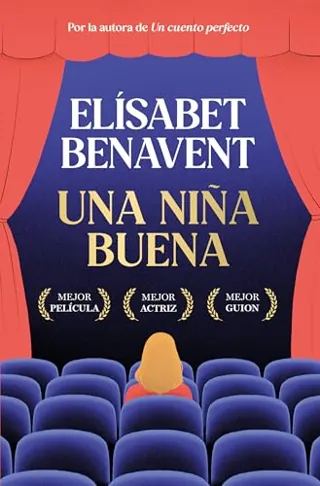 Por la autora de Un cuento perfecto
ELÍSABET
BENAVENT
UNA NIÑA
BUENA
MEJOR
PELÍCULA
MEJOR
ACTRIZ
MEJOR
GUION